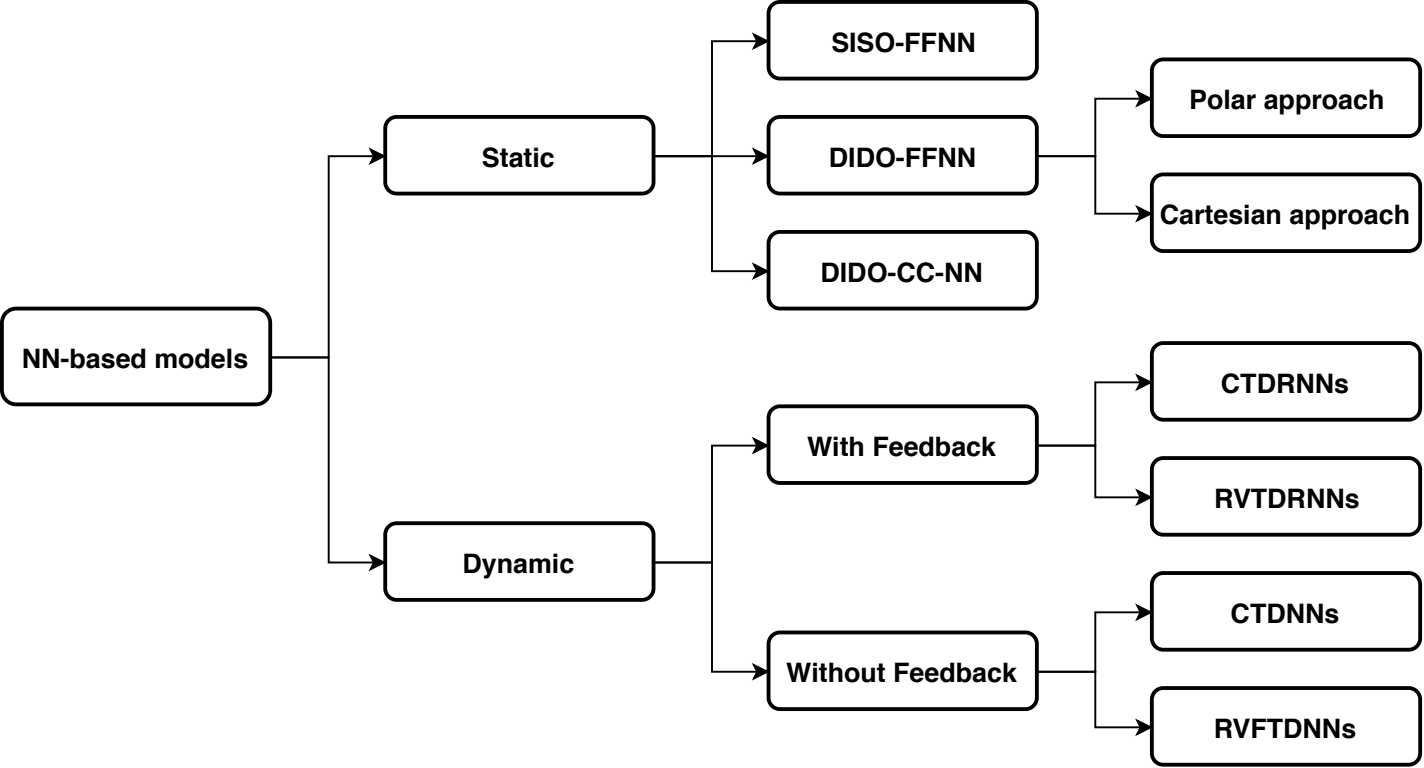 SISO-FFNN
Polar approach
Static
DIDO-FFNN
Cartesian approach
DIDO-CC-NN
NN-based models
CTDRNNs
With Feedback
RVTDRNNs
Dynamic
CTDNNs
Without Feedback
RVFTDNNs